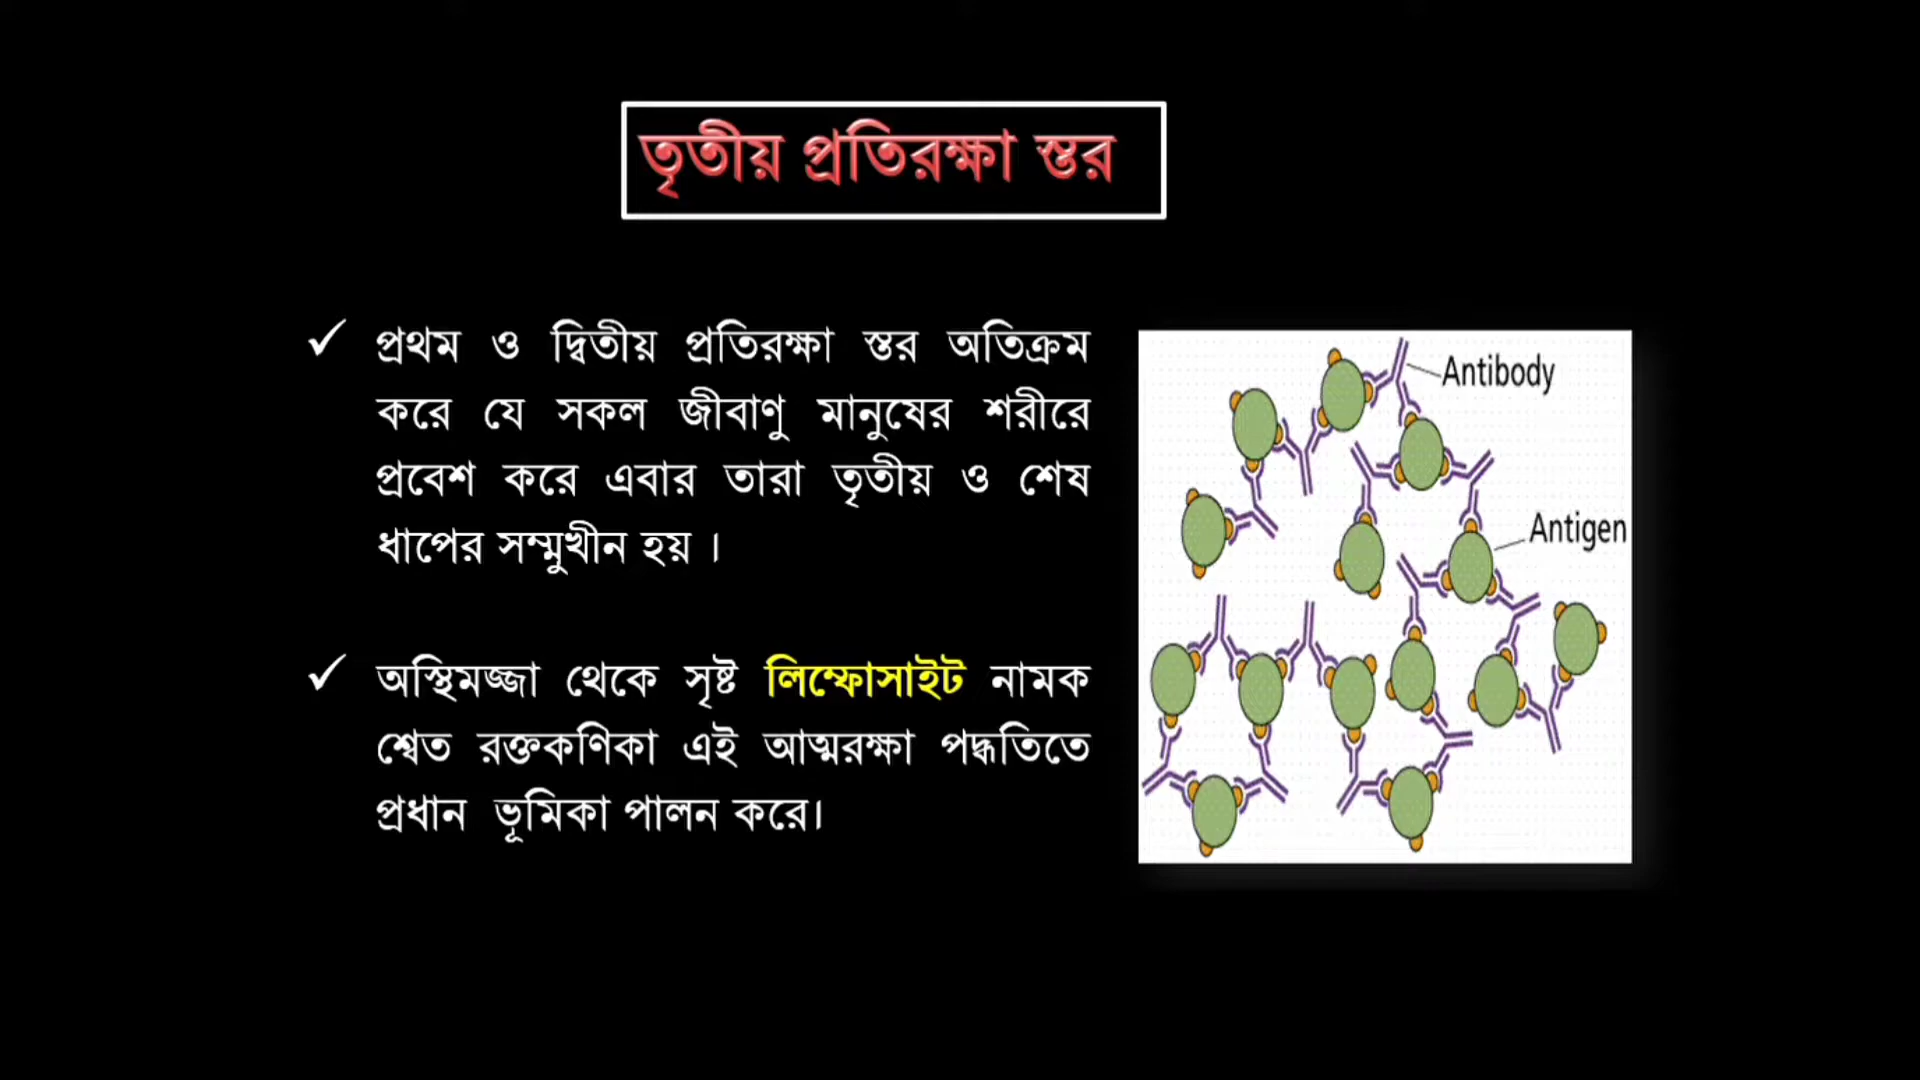 তৃতীয় প্রতিরক্ষা স্তর
✓ প্রথম ও দ্বিতীয় প্রতিরক্ষা স্তর অতিক্রম
করে যে সকল জীবাণু মানুষের শরীরে
প্রবেশ করে এবার তারা তৃতীয় ও শেষ
ধাপের সম্মুখীন হয় ।
✓ অস্থিমজ্জা থেকে সৃষ্ট লিম্ফোসাইট নামক
শ্বেত রক্তকণিকা এই আত্মরক্ষা পদ্ধতিতে
প্রধান ভূমিকা পালন করে।
Antibody
Antigen